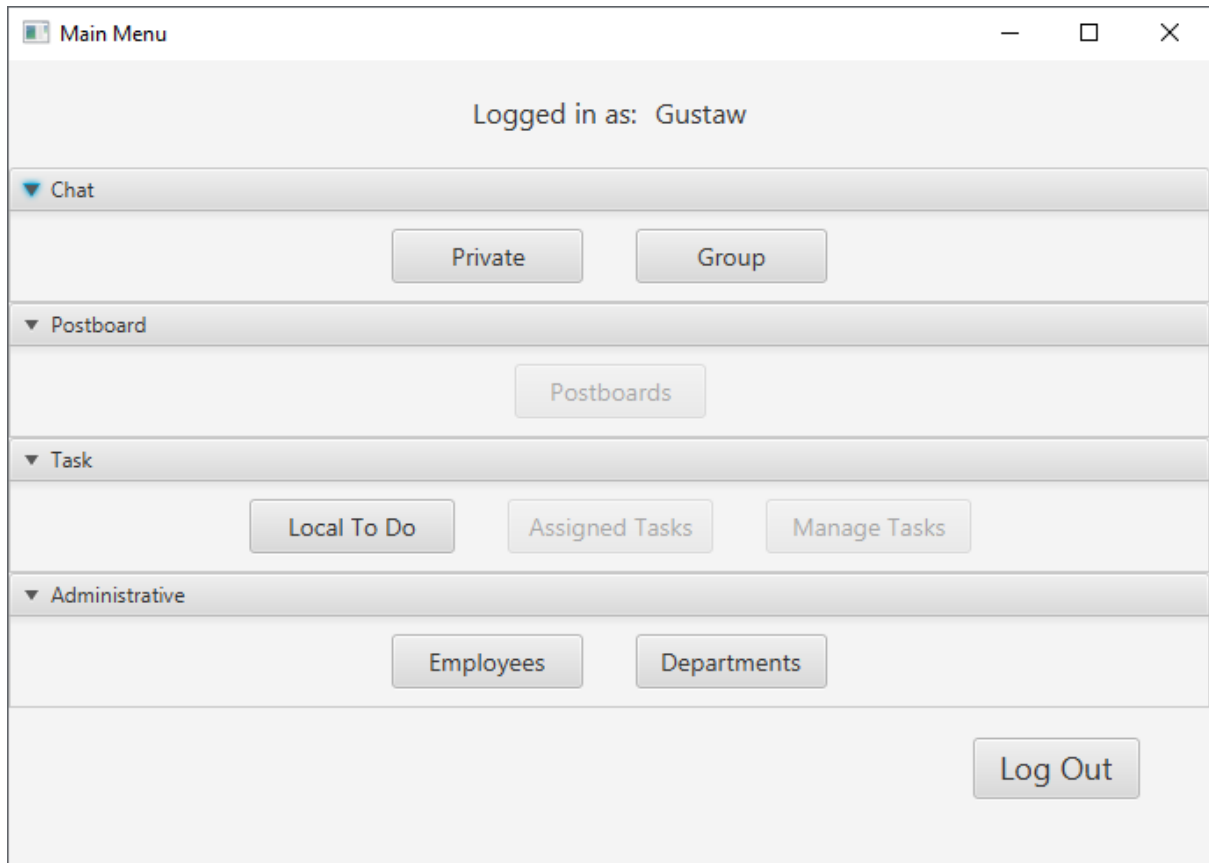 Main Menu
Logged in as: Gustaw
Chat
Private Group
Postboard
Postboards
Task
Local To Do Assigned Tasks Manage Tasks
Administrative
Employees Departments
Log Out